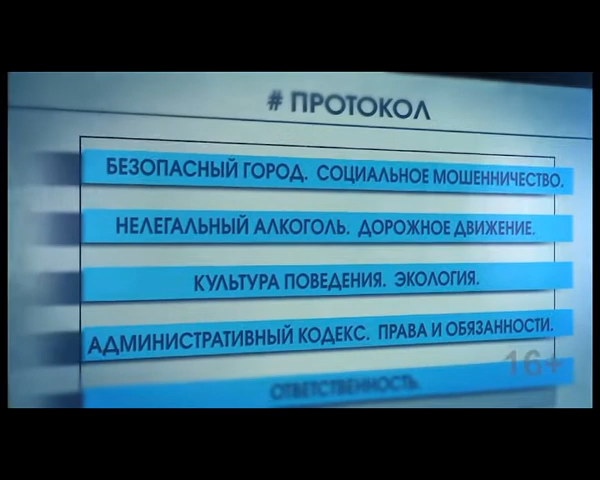 # ПРОТОКОЛ
БЕЗОПАСНЫЙ ГОРОД. СОЦИАЛЬНОЕ МОШЕННИЧЕСТВО.
НЕЛЕГАЛЬНЫЙ АЛКОГОЛЬ. ДОРОЖНОЕ ДВИЖЕНИЕ.
КУЛЬТУРА ПОВЕДЕНИЯ. ЭКОЛОГИЯ.
АДМИНИСТРАТИВНЫЙ КОДЕКС. ПРАВА И ОБЯЗАННОСТИ.
16+
ОТВЕТСТВЕННОСТЬ.